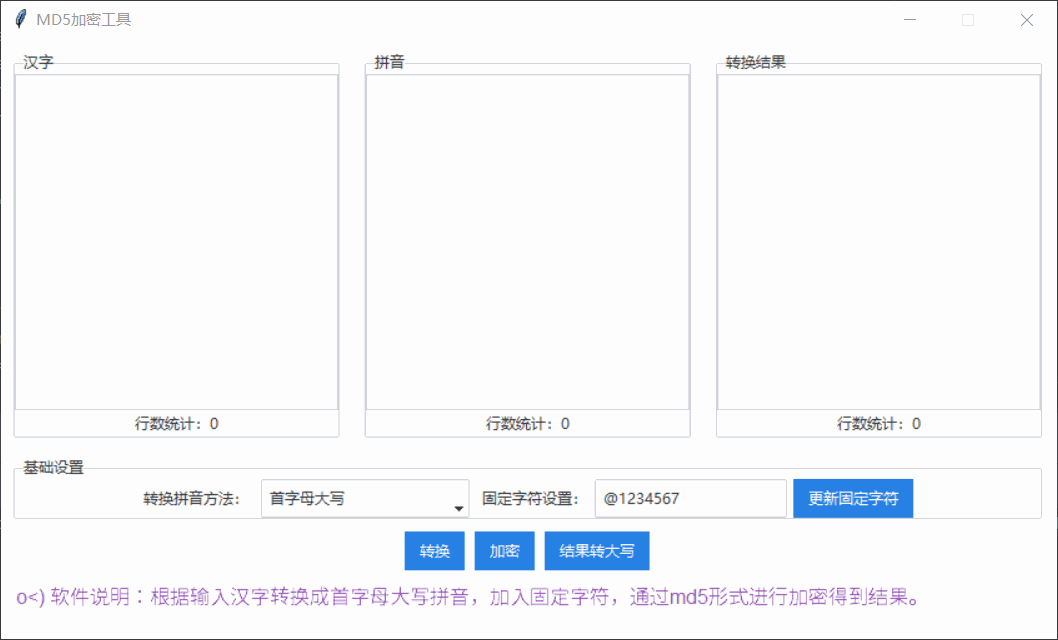 MD5加密工具
汉字 拼音 转换结果
行数统计：0 行数统计：0 行数统计：0
基础设置
转换拼音方法： 首字母大写 固定字符设置： @1234567 更新固定字符
转换 加密 结果转大写
o<) 软件说明：根据输入汉字转换成首字母大写拼音，加入固定字符，通过md5形式进行加密得到结果。